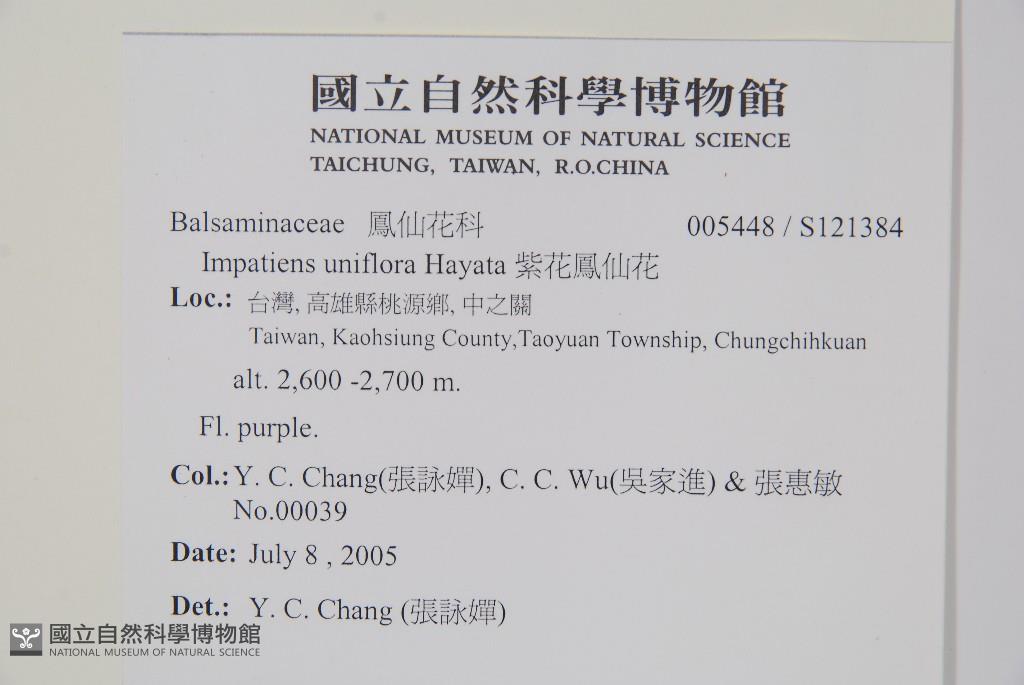 國立自然科學博物館
NATIONAL MUSEUM OF NATURAL SCIENCE
TAICHUNG, TAIWAN, R.O.CHINA
Balsaminaceae 鳳仙花科 005448 / S121384
Impatiens uniflora Hayata 紫花鳳仙花
Loc.: 台灣, 高雄縣桃源鄉, 中之關
Taiwan, Kaohsiung County,Taoyuan Township, Chungchihkuan
alt. 2,600 -2,700 m.
Fl. purple.
Col.: Y. C. Chang(張詠嬋), C. C. Wu(吳家進) & 張惠敏
No.00039
Date: July 8 , 2005
Det.: Y. C. Chang (張詠嬋)
國立自然科學博物館
NATIONAL MUSEUM OF NATURAL SCIENCE